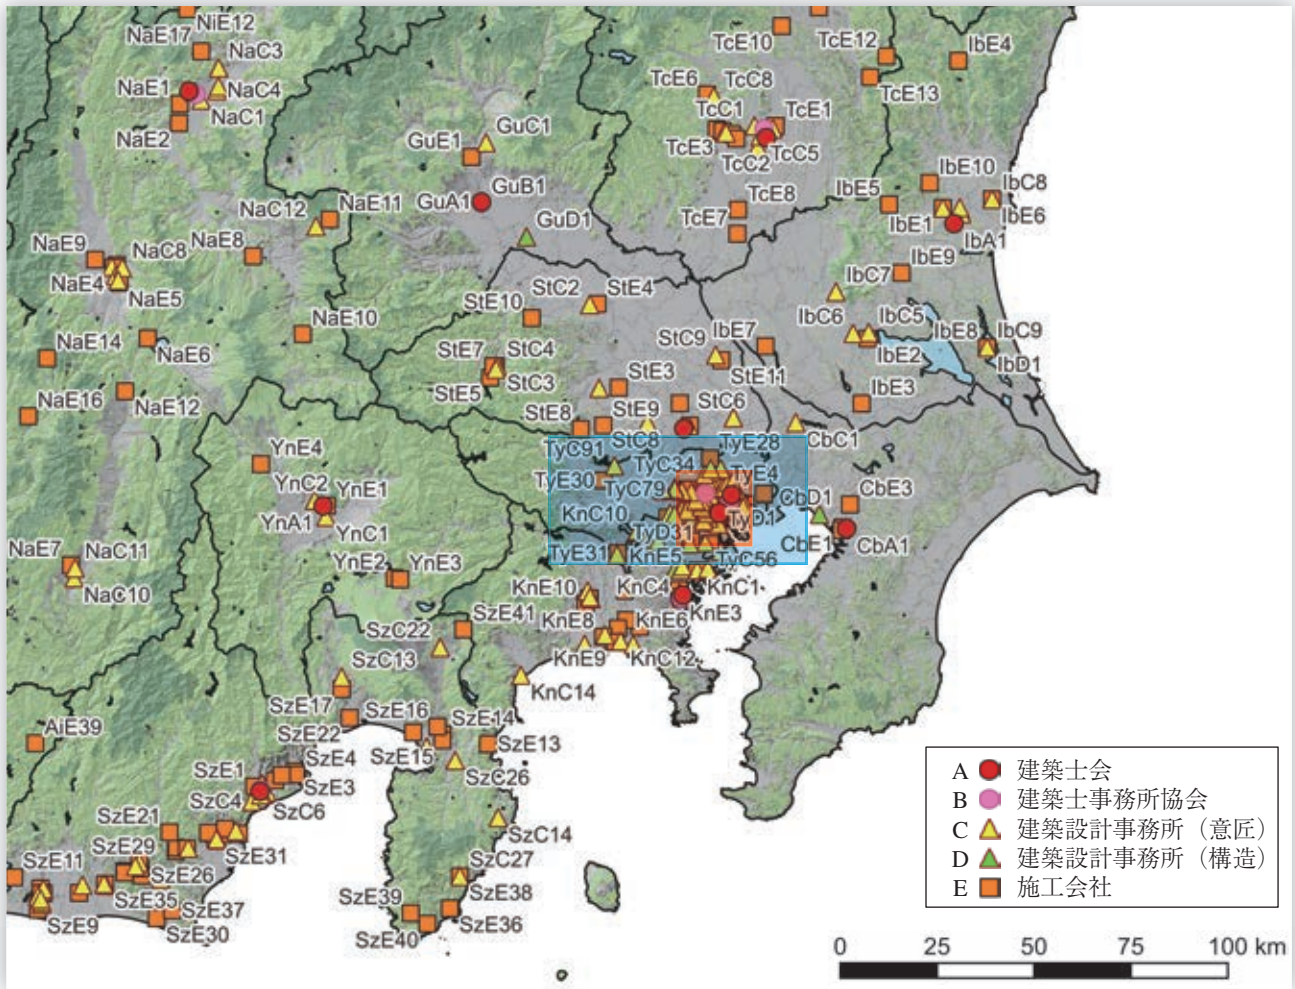 NiE12
NaE17
NaC3
NaE1
NaC4
NaC1
NaE2
TcE10
TcE12
IbE4
TcE6
TcC8
TcE13
TcC1
TcE1
TcE3
TcC2
TcC5
GuC1
GuE1
GuB1
GuA1
GuD1
TcE8
TcE7
IbE10
IbE5
IbC8
IbE1
IbE6
IbA1
IbE9
IbC7
NaC12
NaE11
NaE9
NaC8
NaE8
NaE4
NaE5
StC2
StE4
StE10
IbC6
IbC5
IbE8
IbC9
IbE2
IbD1
NaE10
NaE14
NaE6
StE7
StC4
StC9
IbE7
StE5
StC3
StE3
StE11
IbE3
NaE16
NaE12
StE8
StE9
StC6
StC8
CbC1
TyC91
TyE28
TyC34
TyE4
TyE30
TyC79
YnE4
YnC2
YnE1
KnC10
CbD1
CbE3
YnA1
YnC1
TyD31
TyD1
CbE1
CbA1
NaE7
NaC11
YnE2
YnE3
TyE31
KnE5
TyC56
NaC10
KnE10
KnC4
KnC1
SzE41
KnE8
KnE6
KnE3
SzC22
SzC13
KnE9
KnC12
KnC14
SzE17
SzE16
SzE14
AiE39
SzE22
SzE15
SzE13
SzE1
SzE4
SzE3
SzC26
SzC4
SzC6
SzE21
SzC14
SzE29
SzE31
SzE11
SzE26
SzC27
SzE35
SzE37
SzE39
SzE38
SzE9
SzE30
SzE40
SzE36
A 建築士会
B 建築士事務所協会
C 建築設計事務所（意匠）
D 建築設計事務所（構造）
E 施工会社
0 25 50 75 100 km